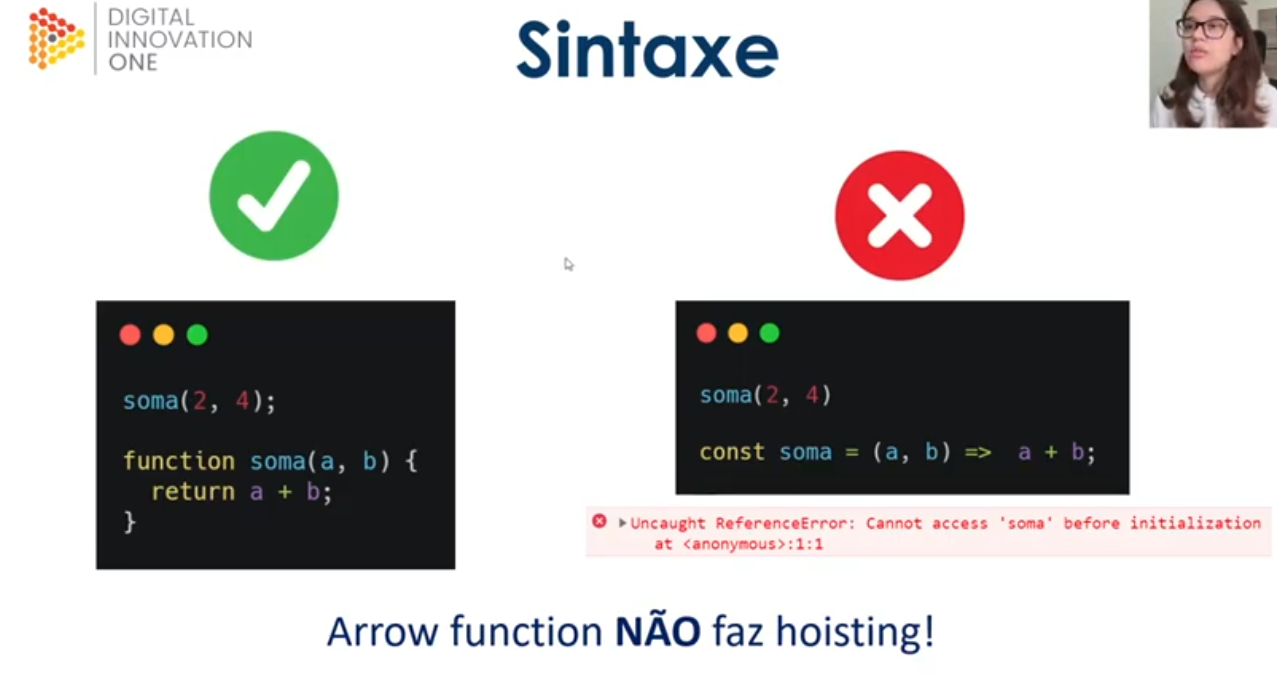 DIGITAL
INNOVATION
ONE
Sintaxe
soma(2, 4);
function soma(a, b) {
return a + b;
}
soma(2, 4)
const soma = (a, b) => a + b;
Uncaught ReferenceError: Cannot access 'soma' before initialization
at <anonymous>:1:1
Arrow function NÃO faz hoisting!